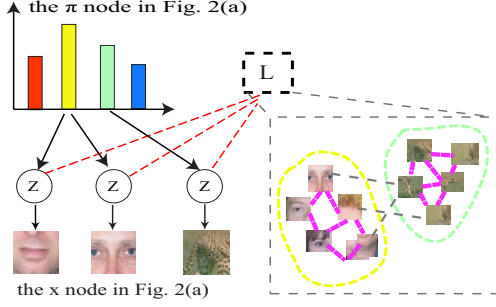 the π node in Fig. 2(a)
L
z z z
the x node in Fig. 2(a)